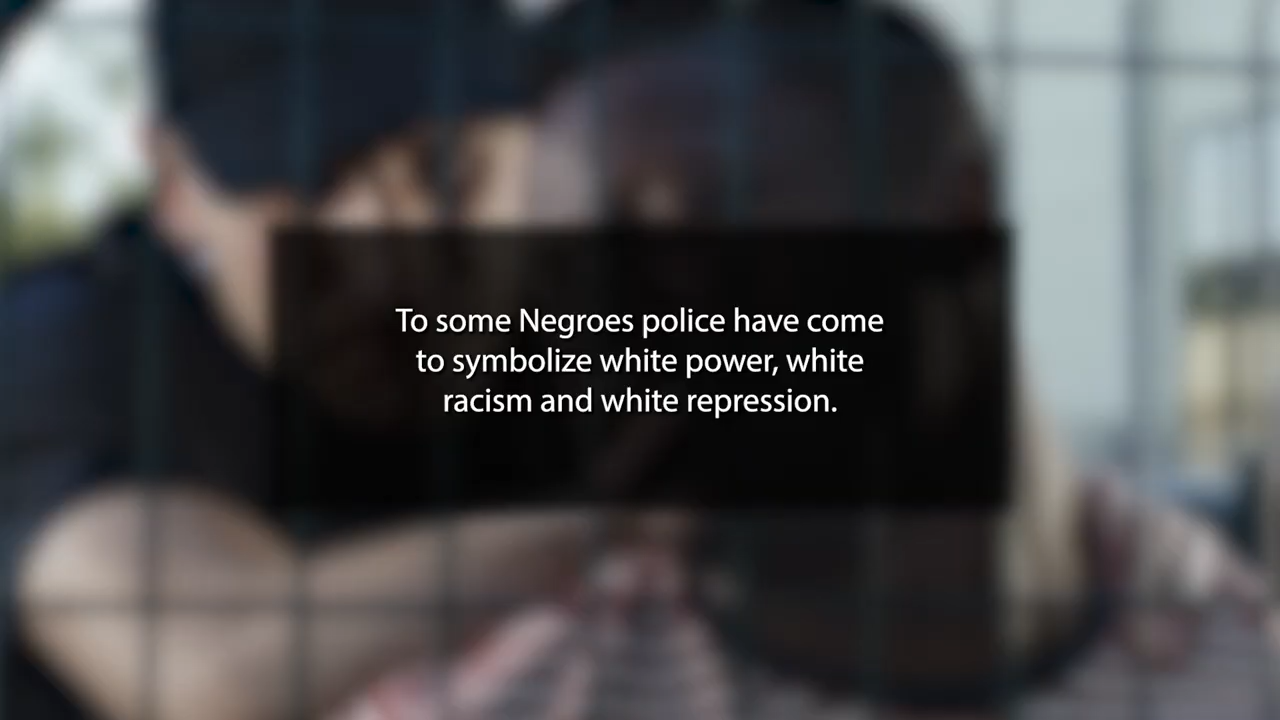 To some Negroes police have come
to symbolize white power, white
racism and white repression.